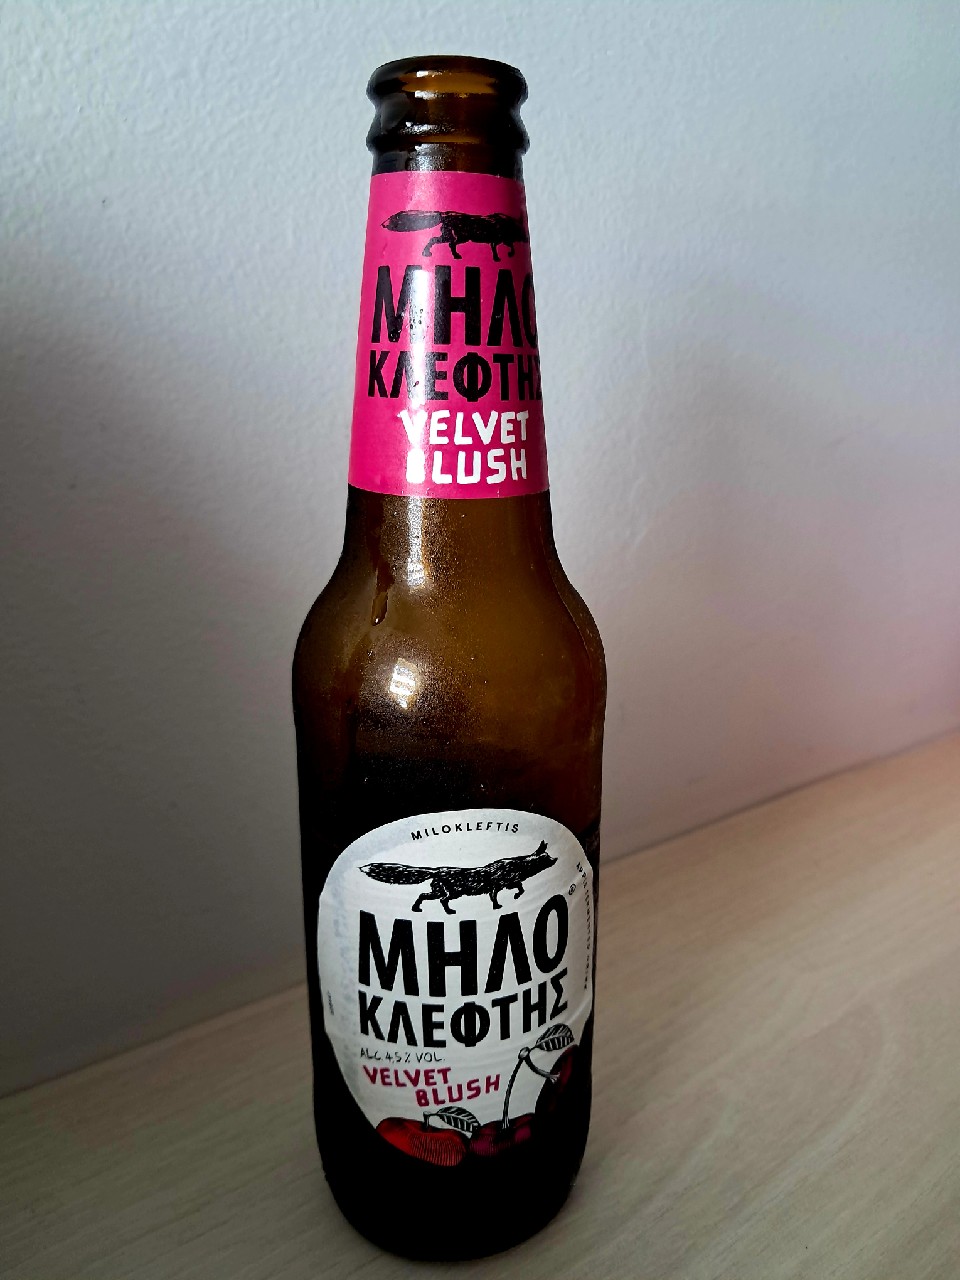 ΜΗΛΟ
ΚΛΕΦΤΗΣ
VELVET
BLUSH
MILOKLEFTIS
ΜΗΛΟ
®
ΚΛΕΦΤΗΣ
ALC 4,5% VOL.
VELVET
BLUSH